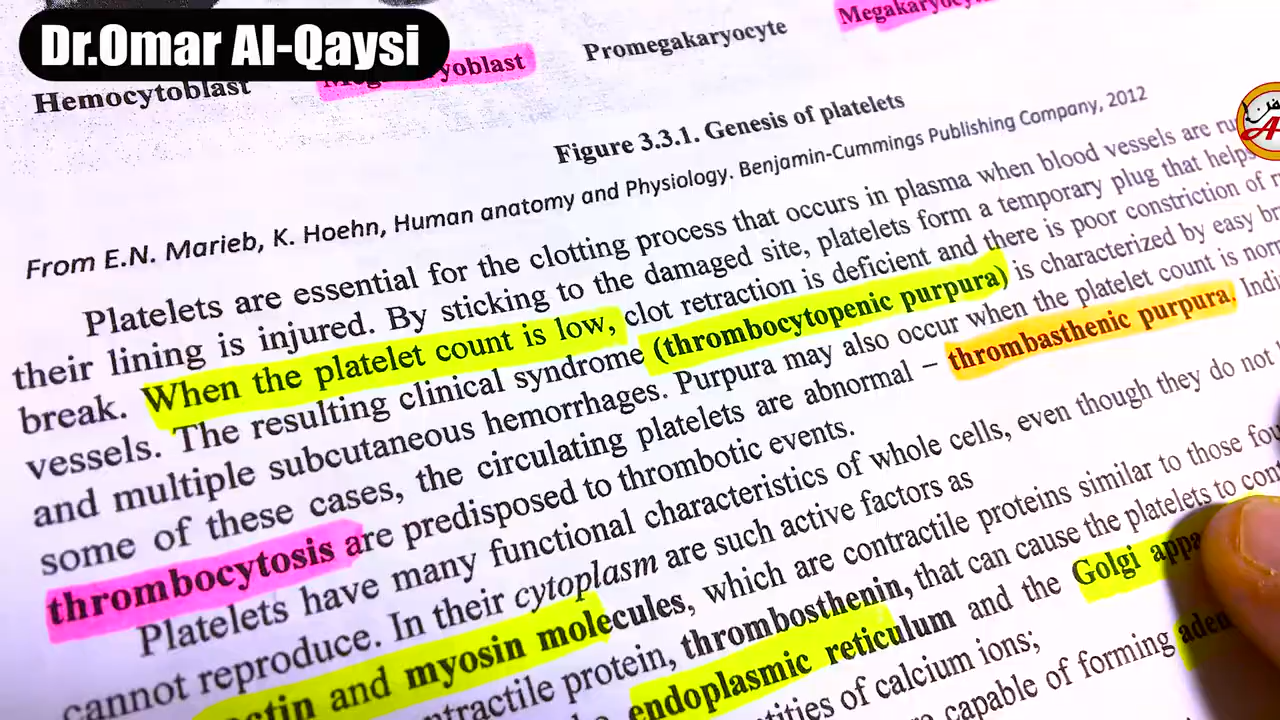 Dr.Omar Al-Qaysi
Hemocytoblast
Promegakaryocyte
Figure 3.3.1. Genesis of platelets
From E.N. Marieb, K. Hoehn, Human anatomy and Physiology. Benjamin-Cummings Publishing Company, 2012
Platelets are essential for the clotting process that occurs in plasma when blood vessels are
their lining is injured. By sticking to the damaged site, platelets form a temporary plug that helps
break. When the platelet count is low, clot retraction is deficient and there is poor constriction of
vessels. The resulting clinical syndrome (thrombocytopenic purpura) is characterized by easy
and multiple subcutaneous hemorrhages. Purpura may also occur when the platelet count is
some of these cases, the circulating platelets are abnormal – thrombasthenic purpura.
thrombocytosis are predisposed to thrombotic events.
Platelets have many functional characteristics of whole cells, even though they do not
cannot reproduce. In their cytoplasm are such active factors as
and myosin molecules, which are contractile proteins similar to those
protein, thrombosthenin, that can cause the platelets to
endoplasmic reticulum and the Golgi
of calcium ions;
capable of forming